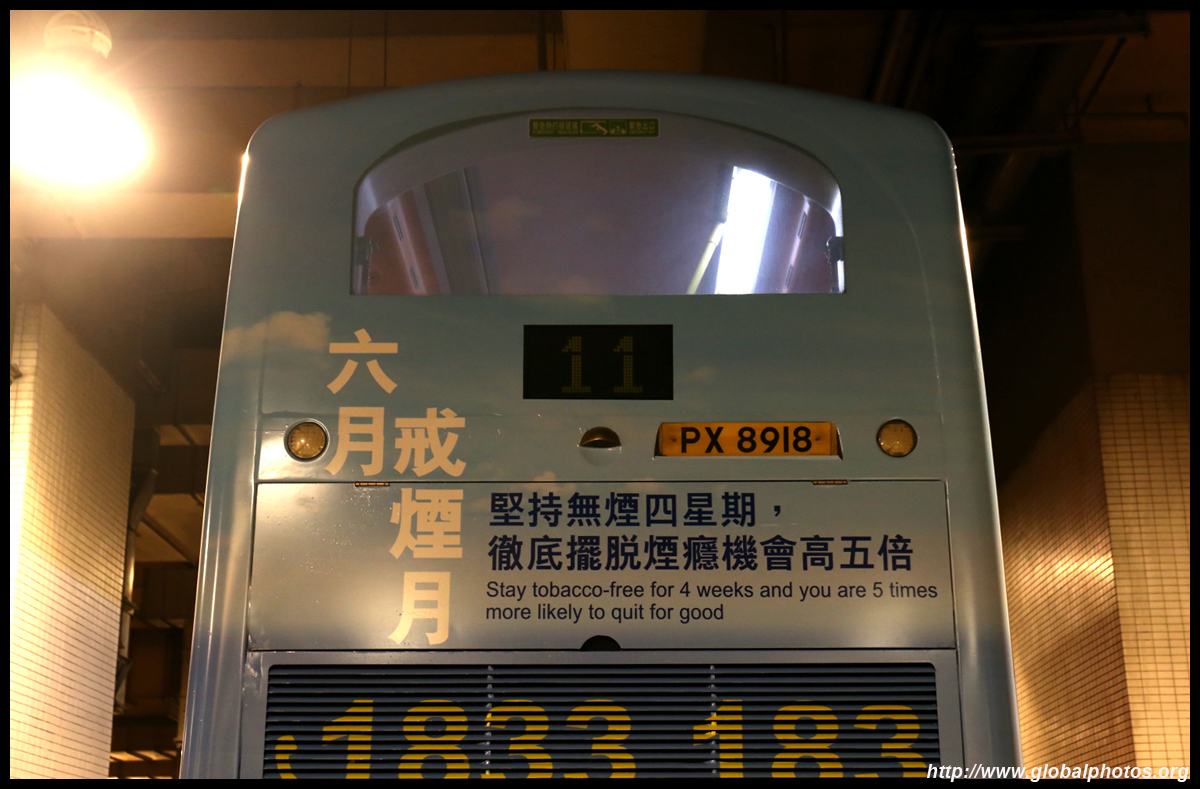 11
PX 8918
六月
戒煙月
堅持無煙四星期，
徹底擺脫煙癮機會高五倍
Stay tobacco-free for 4 weeks and you are 5 times
more likely to quit for good
1833 183
http://www.globalphotos.org